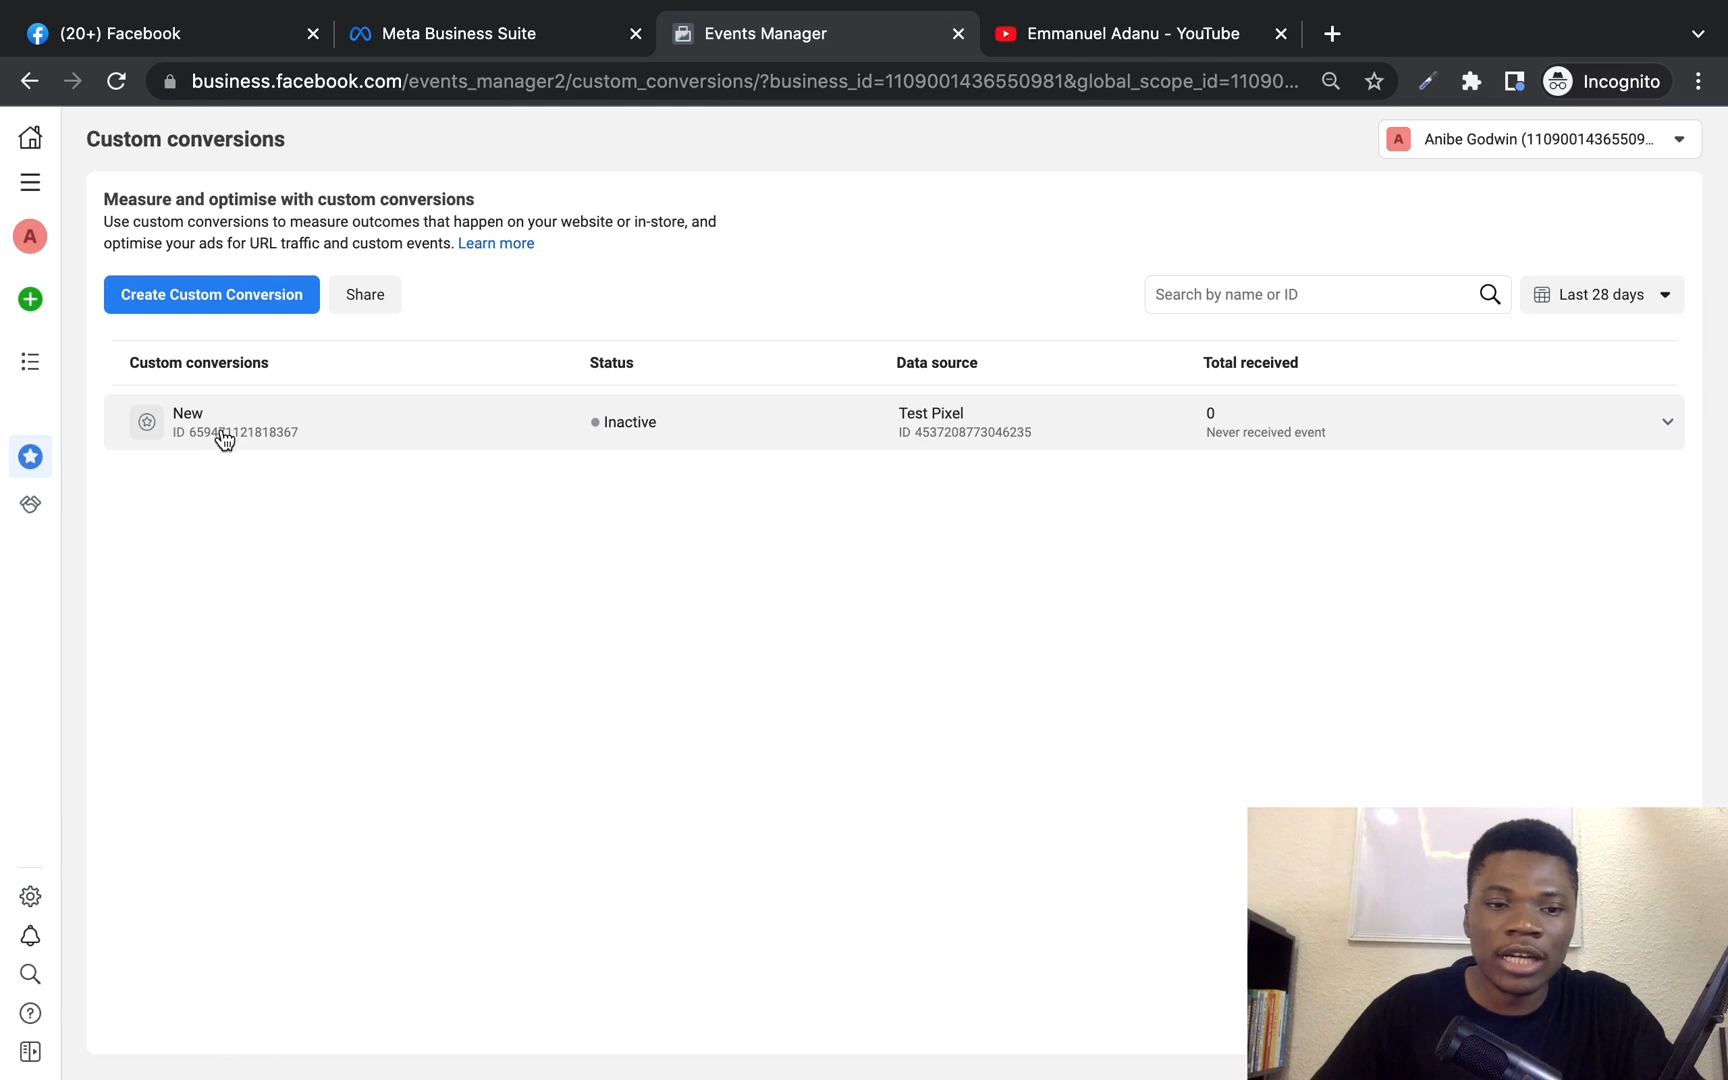 (20+) Facebook
Meta Business Suite
Events Manager
Emmanuel Adanu - YouTube
business.facebook.com/events_manager2/custom_conversions/?business_id=1109001436550981&global_scope_id=11090...
Incognito
Custom conversions
A
Anibe Godwin (11090014365509...
Measure and optimise with custom conversions
Use custom conversions to measure outcomes that happen on your website or in-store, and
optimise your ads for URL traffic and custom events. Learn more
A
Create Custom Conversion
Share
Search by name or ID
Last 28 days
Custom conversions
Status
Data source
Total received
New
Inactive
Test Pixel
0
ID
ID 4537208773046235
Never received event